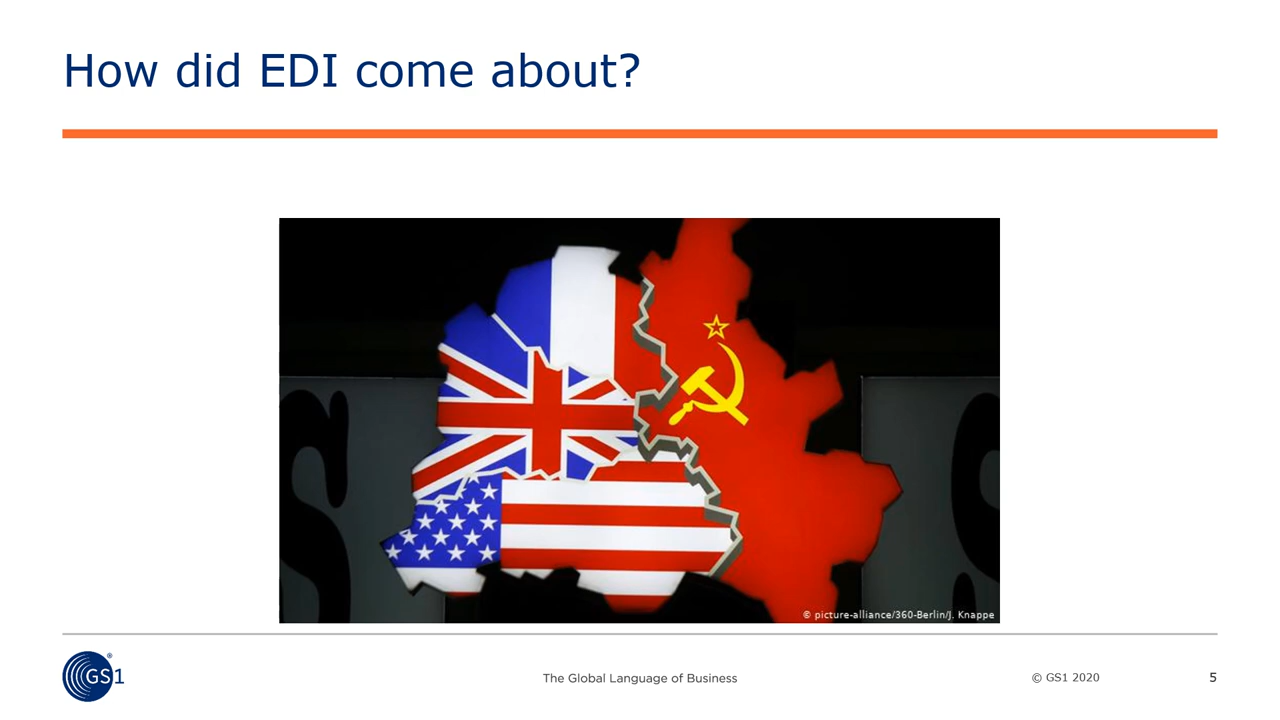 How did EDI come about?
S
S
© picture-alliance/360-Berlin/J. Knappe
GS1
®
The Global Language of Business
© GS1 2020
5